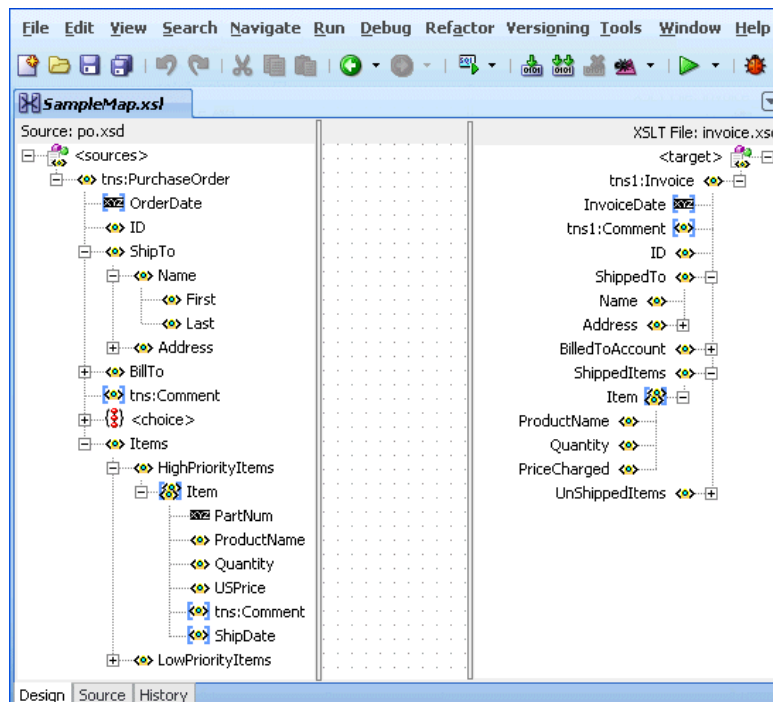 File Edit View Search Navigate Run Debug Refactor Versioning Tools Window Help
SampleMap.xsl
Source: po.xsd
<sources>
tns:PurchaseOrder
OrderDate
ID
ShipTo
Name
First
Last
Address
BillTo
tns:Comment
<choice>
Items
HighPriorityItems
Item
PartNum
ProductName
Quantity
USPrice
tns:Comment
ShipDate
LowPriorityItems
XSLT File: invoice.xsd
<target>
tns1:Invoice
InvoiceDate
tns1:Comment
ID
ShippedTo
Name
Address
BilledToAccount
ShippedItems
Item
ProductName
Quantity
PriceCharged
UnShippedItems
Design Source History